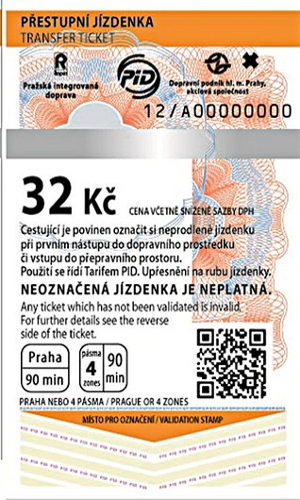 PŘESTUPNÍ JÍZDENKA
TRANSFER TICKET
R
Ropid
PiD
Pražská integrovaná
doprava
Dopravní podnik hl. m. Prahy,
akciová společnost
12/A00000000
32 Kč
CENA VČETNĚ SNÍŽENÉ SAZBY DPH
Cestující je povinen označit si neprodleně jízdenku
při prvním nástupu do dopravního prostředku
či vstupu do přepravního prostoru.
Použití se řídí Tarifem PID. Upřesnění na rubu jízdenky.
NEOZNAČENÁ JÍZDENKA JE NEPLATNÁ.
Any ticket which has not been validated is invalid.
For further details see the reverse
side of the ticket.
Praha
90 min
pásma
4
zones
90
min
PRAHA NEBO 4 PÁSMA / PRAGUE OR 4 ZONES
MÍSTO PRO OZNAČENÍ / VALIDATION STAMP